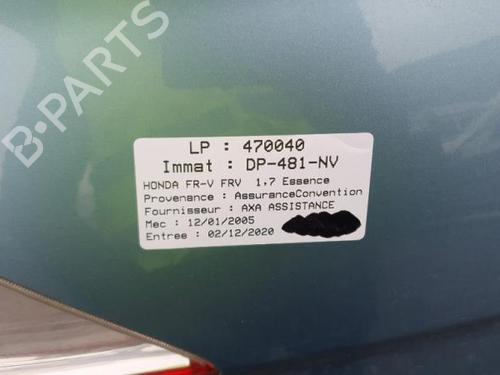 LP : 470040
Immat : DP-481-NV
HONDA FR-V FRV 1,7 Essence
Provenance : AssuranceConvention
Fournisseur : AXA ASSISTANCE
Mec : 12/01/2005
Entree : 02/12/2020
B-PARTS